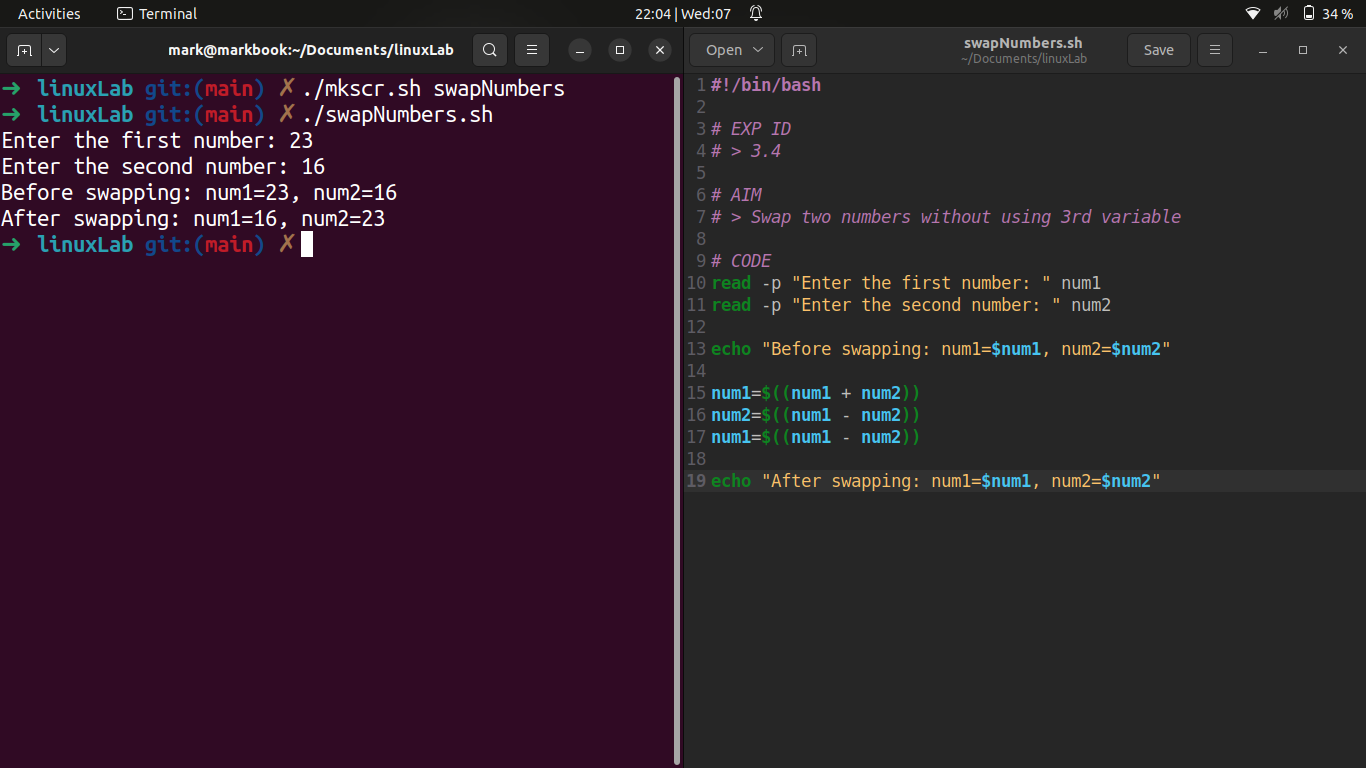 Activities Terminal 22:04 | Wed:07 34 %
mark@markbook:~/Documents/linuxLab
➜ linuxLab git:(main) ✗ ./mkscr.sh swapNumbers
➜ linuxLab git:(main) ✗ ./swapNumbers.sh
Enter the first number: 23
Enter the second number: 16
Before swapping: num1=23, num2=16
After swapping: num1=16, num2=23
➜ linuxLab git:(main) ✗
Open swapNumbers.sh Save
~/Documents/linuxLab
1 #!/bin/bash
2
3 # EXP ID
4 # > 3.4
5
6 # AIM
7 # > Swap two numbers without using 3rd variable
8
9 # CODE
10 read -p "Enter the first number: " num1
11 read -p "Enter the second number: " num2
12
13 echo "Before swapping: num1=$num1, num2=$num2"
14
15 num1=$((num1 + num2))
16 num2=$((num1 - num2))
17 num1=$((num1 - num2))
18
19 echo "After swapping: num1=$num1, num2=$num2"